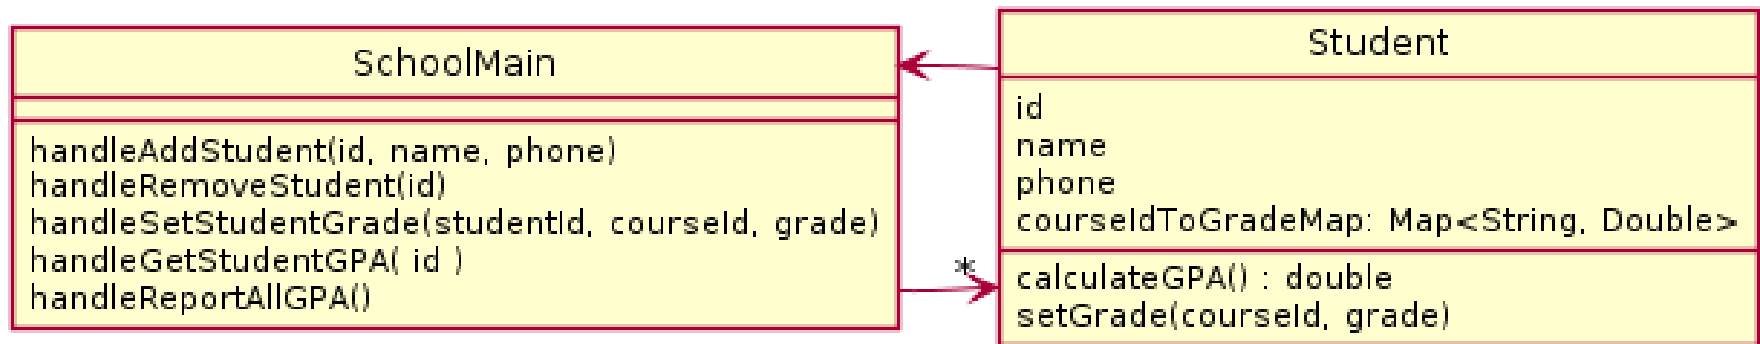 SchoolMain
handleAddStudent(id, name, phone)
handleRemoveStudent(id)
handleSetStudentGrade(studentId, courseId, grade)
handleGetStudentGPA( id )
handleReportAllGPA()
*
Student
id
name
phone
courseIdToGradeMap: Map<String, Double>
calculateGPA() : double
setGrade(courseId, grade)